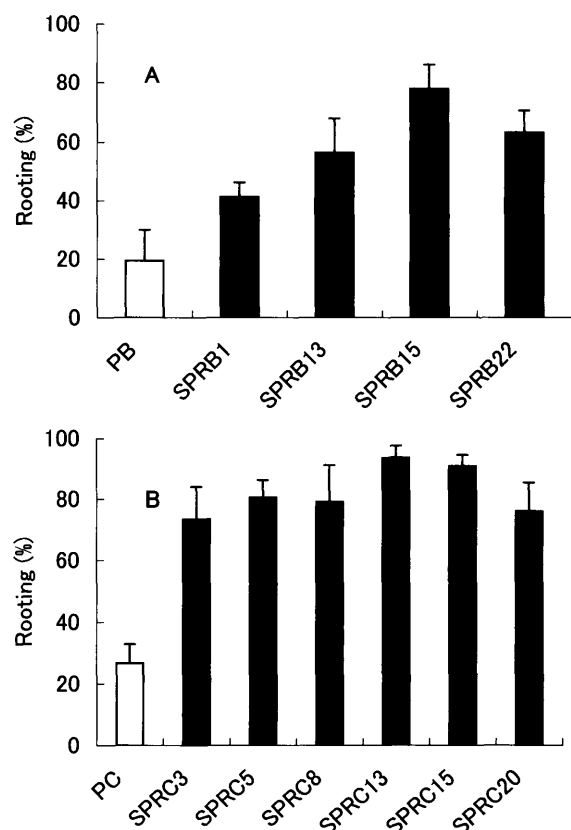 100
A
80
60
40
20
0
Rooting (%)
PB
SPRB1
SPRB13
SPRB15
SPRB22
100
B
80
60
40
20
0
Rooting (%)
PC
SPRC3
SPRC5
SPRC8
SPRC13
SPRC15
SPRC20